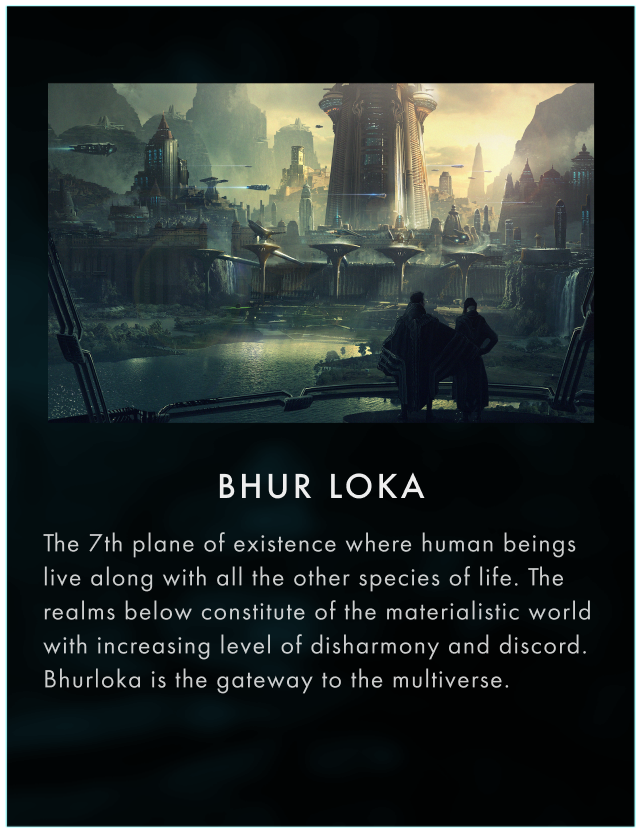 BHUR LOKA
The 7th plane of existence where human beings
live along with all the other species of life. The
realms below constitute of the materialistic world
with increasing level of disharmony and discord.
Bhurloka is the gateway to the multiverse.